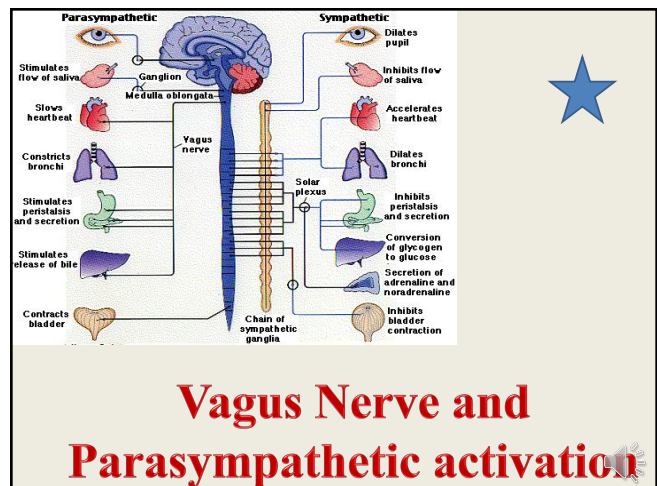 Parasympathetic
Stimulates
flow of saliva
Ganglion
Medulla oblongata
Slows
heartbeat
Vagus
nerve
Constricts
bronchi
Stimulates
peristalsis
and secretion
Stimulates
release of bile
Contracts
bladder
Sympathetic
Dilates
pupil
Inhibits flow
of saliva
Accelerates
heartbeat
Dilates
bronchi
Solar
plexus
Inhibits
peristalsis
and secretion
Conversion
of glycogen
to glucose
Secretion of
adrenaline and
noradrenaline
Inhibits
bladder
contraction
Chain of
sympathetic
ganglia
Vagus Nerve and
Parasympathetic activation